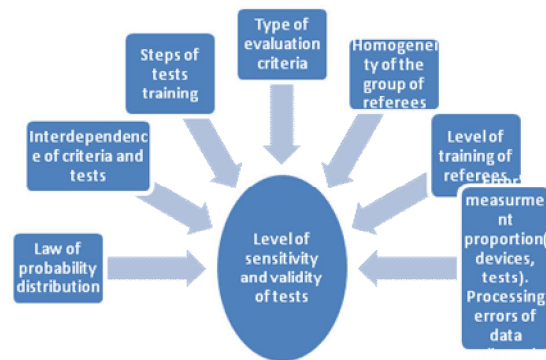 Type of
evaluation
criteria
Steps of
tests
training
Homogenei
ty of the
group of
referees
Interdependenc
e of criteria and
tests
Level of
training of
referees
Law of
probability
distribution
Level of
sensitivity
and validity
of tests
measurme
nt
proportion(
devices,
tests).
Processing
errors of
data